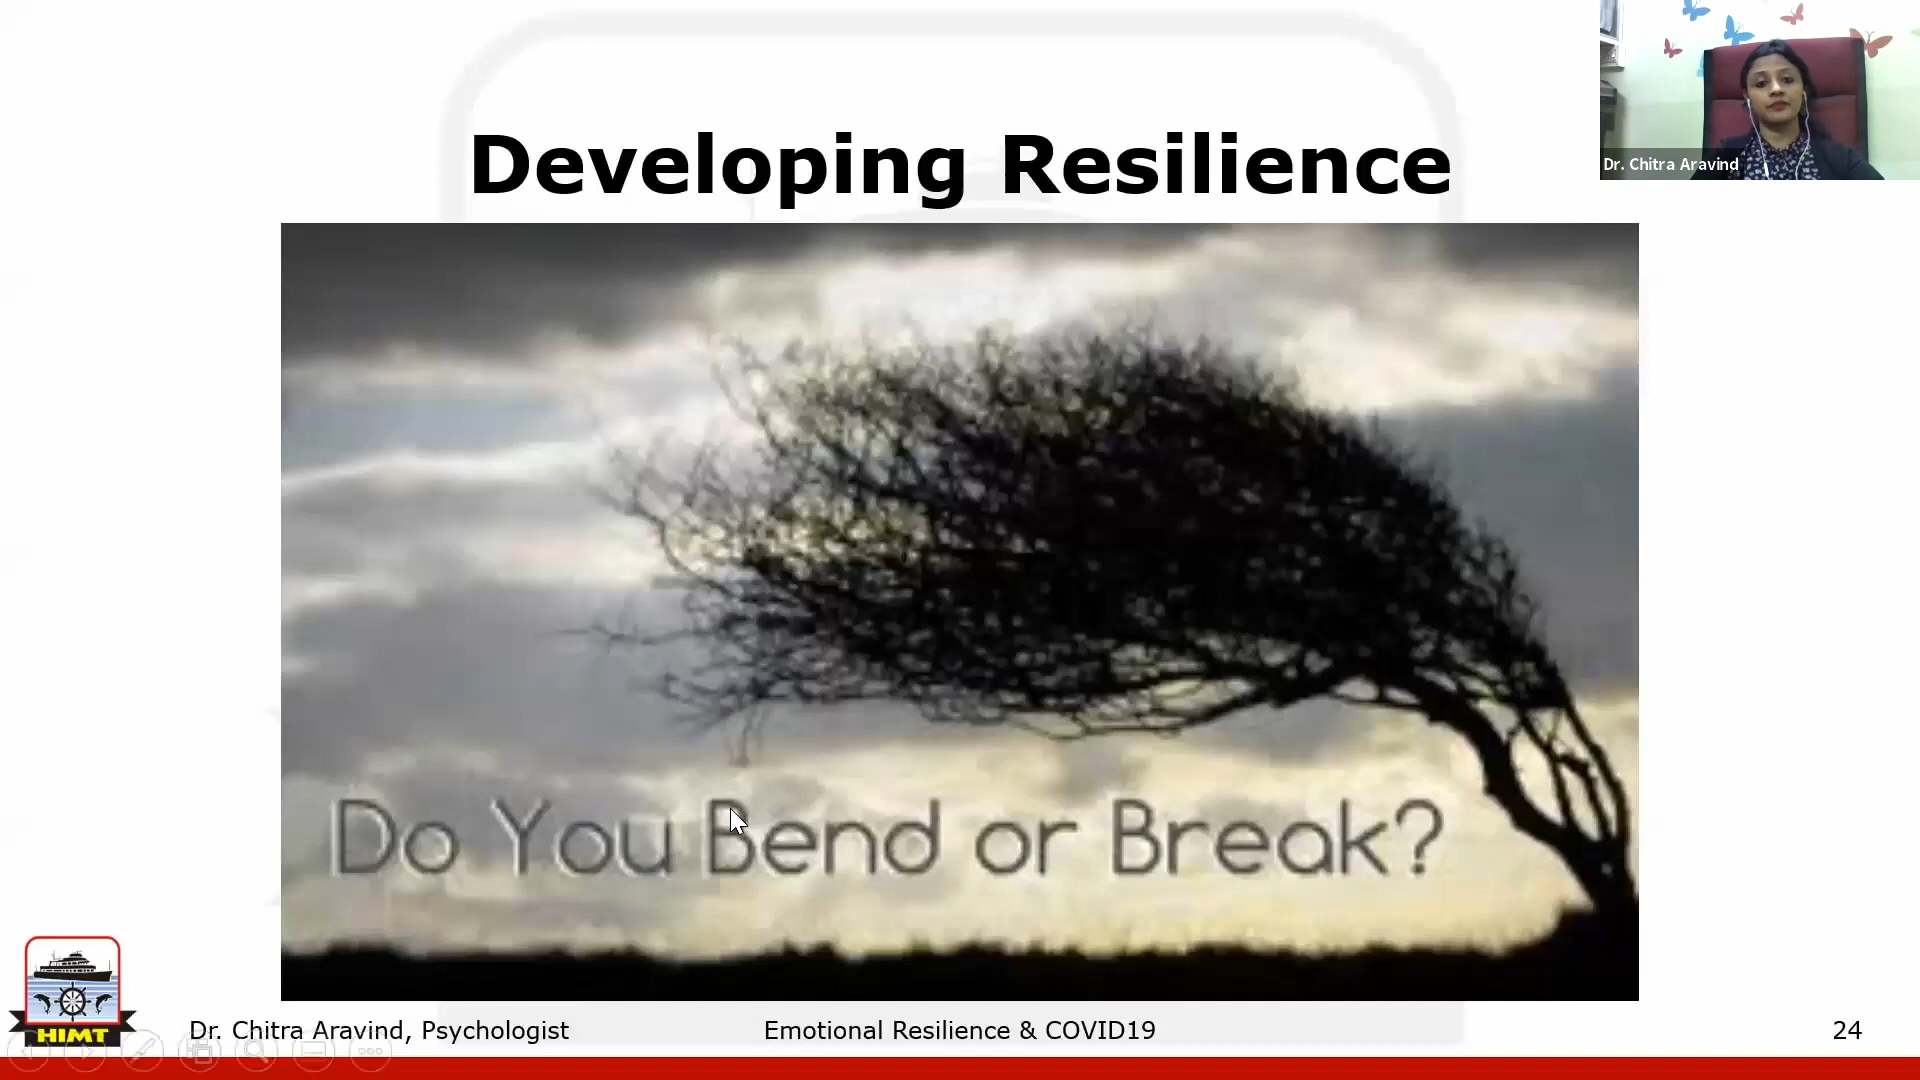 Developing Resilience
Dr. Chitra Aravind
Do You Bend or Break?
HIMT
Dr. Chitra Aravind, Psychologist
Emotional Resilience & COVID19
24